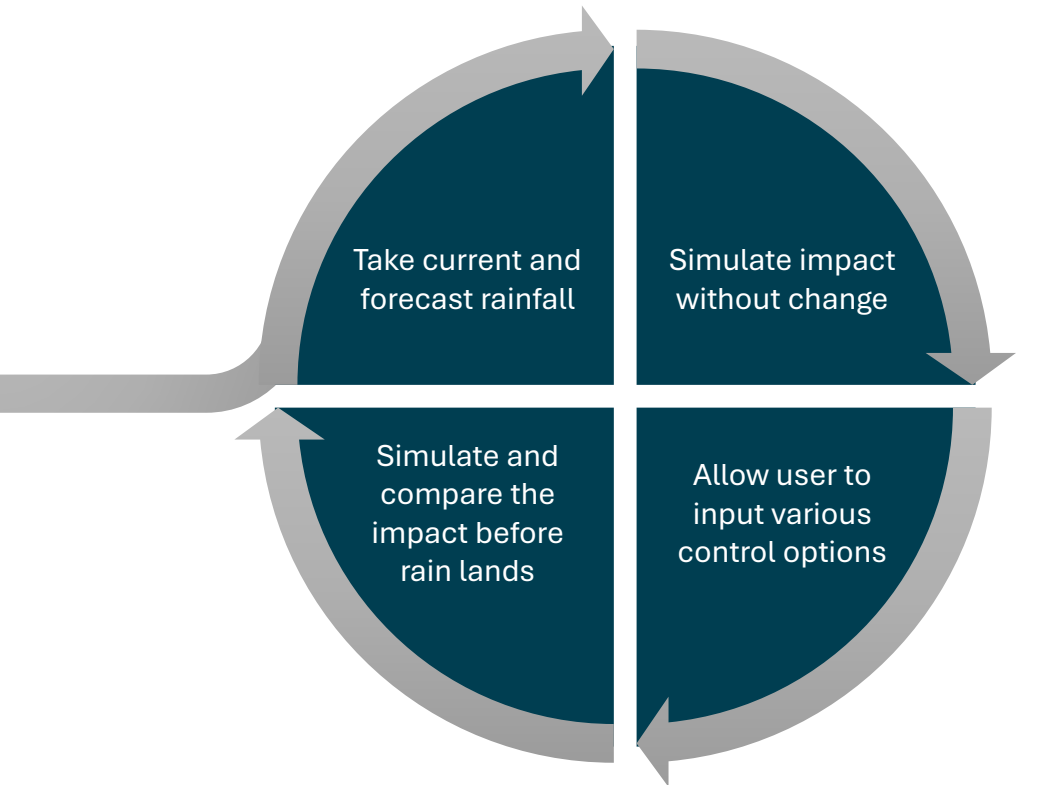 Take current and
forecast rainfall
Simulate impact
without change
Simulate and
compare the
impact before
rain lands
Allow user to
input various
control options